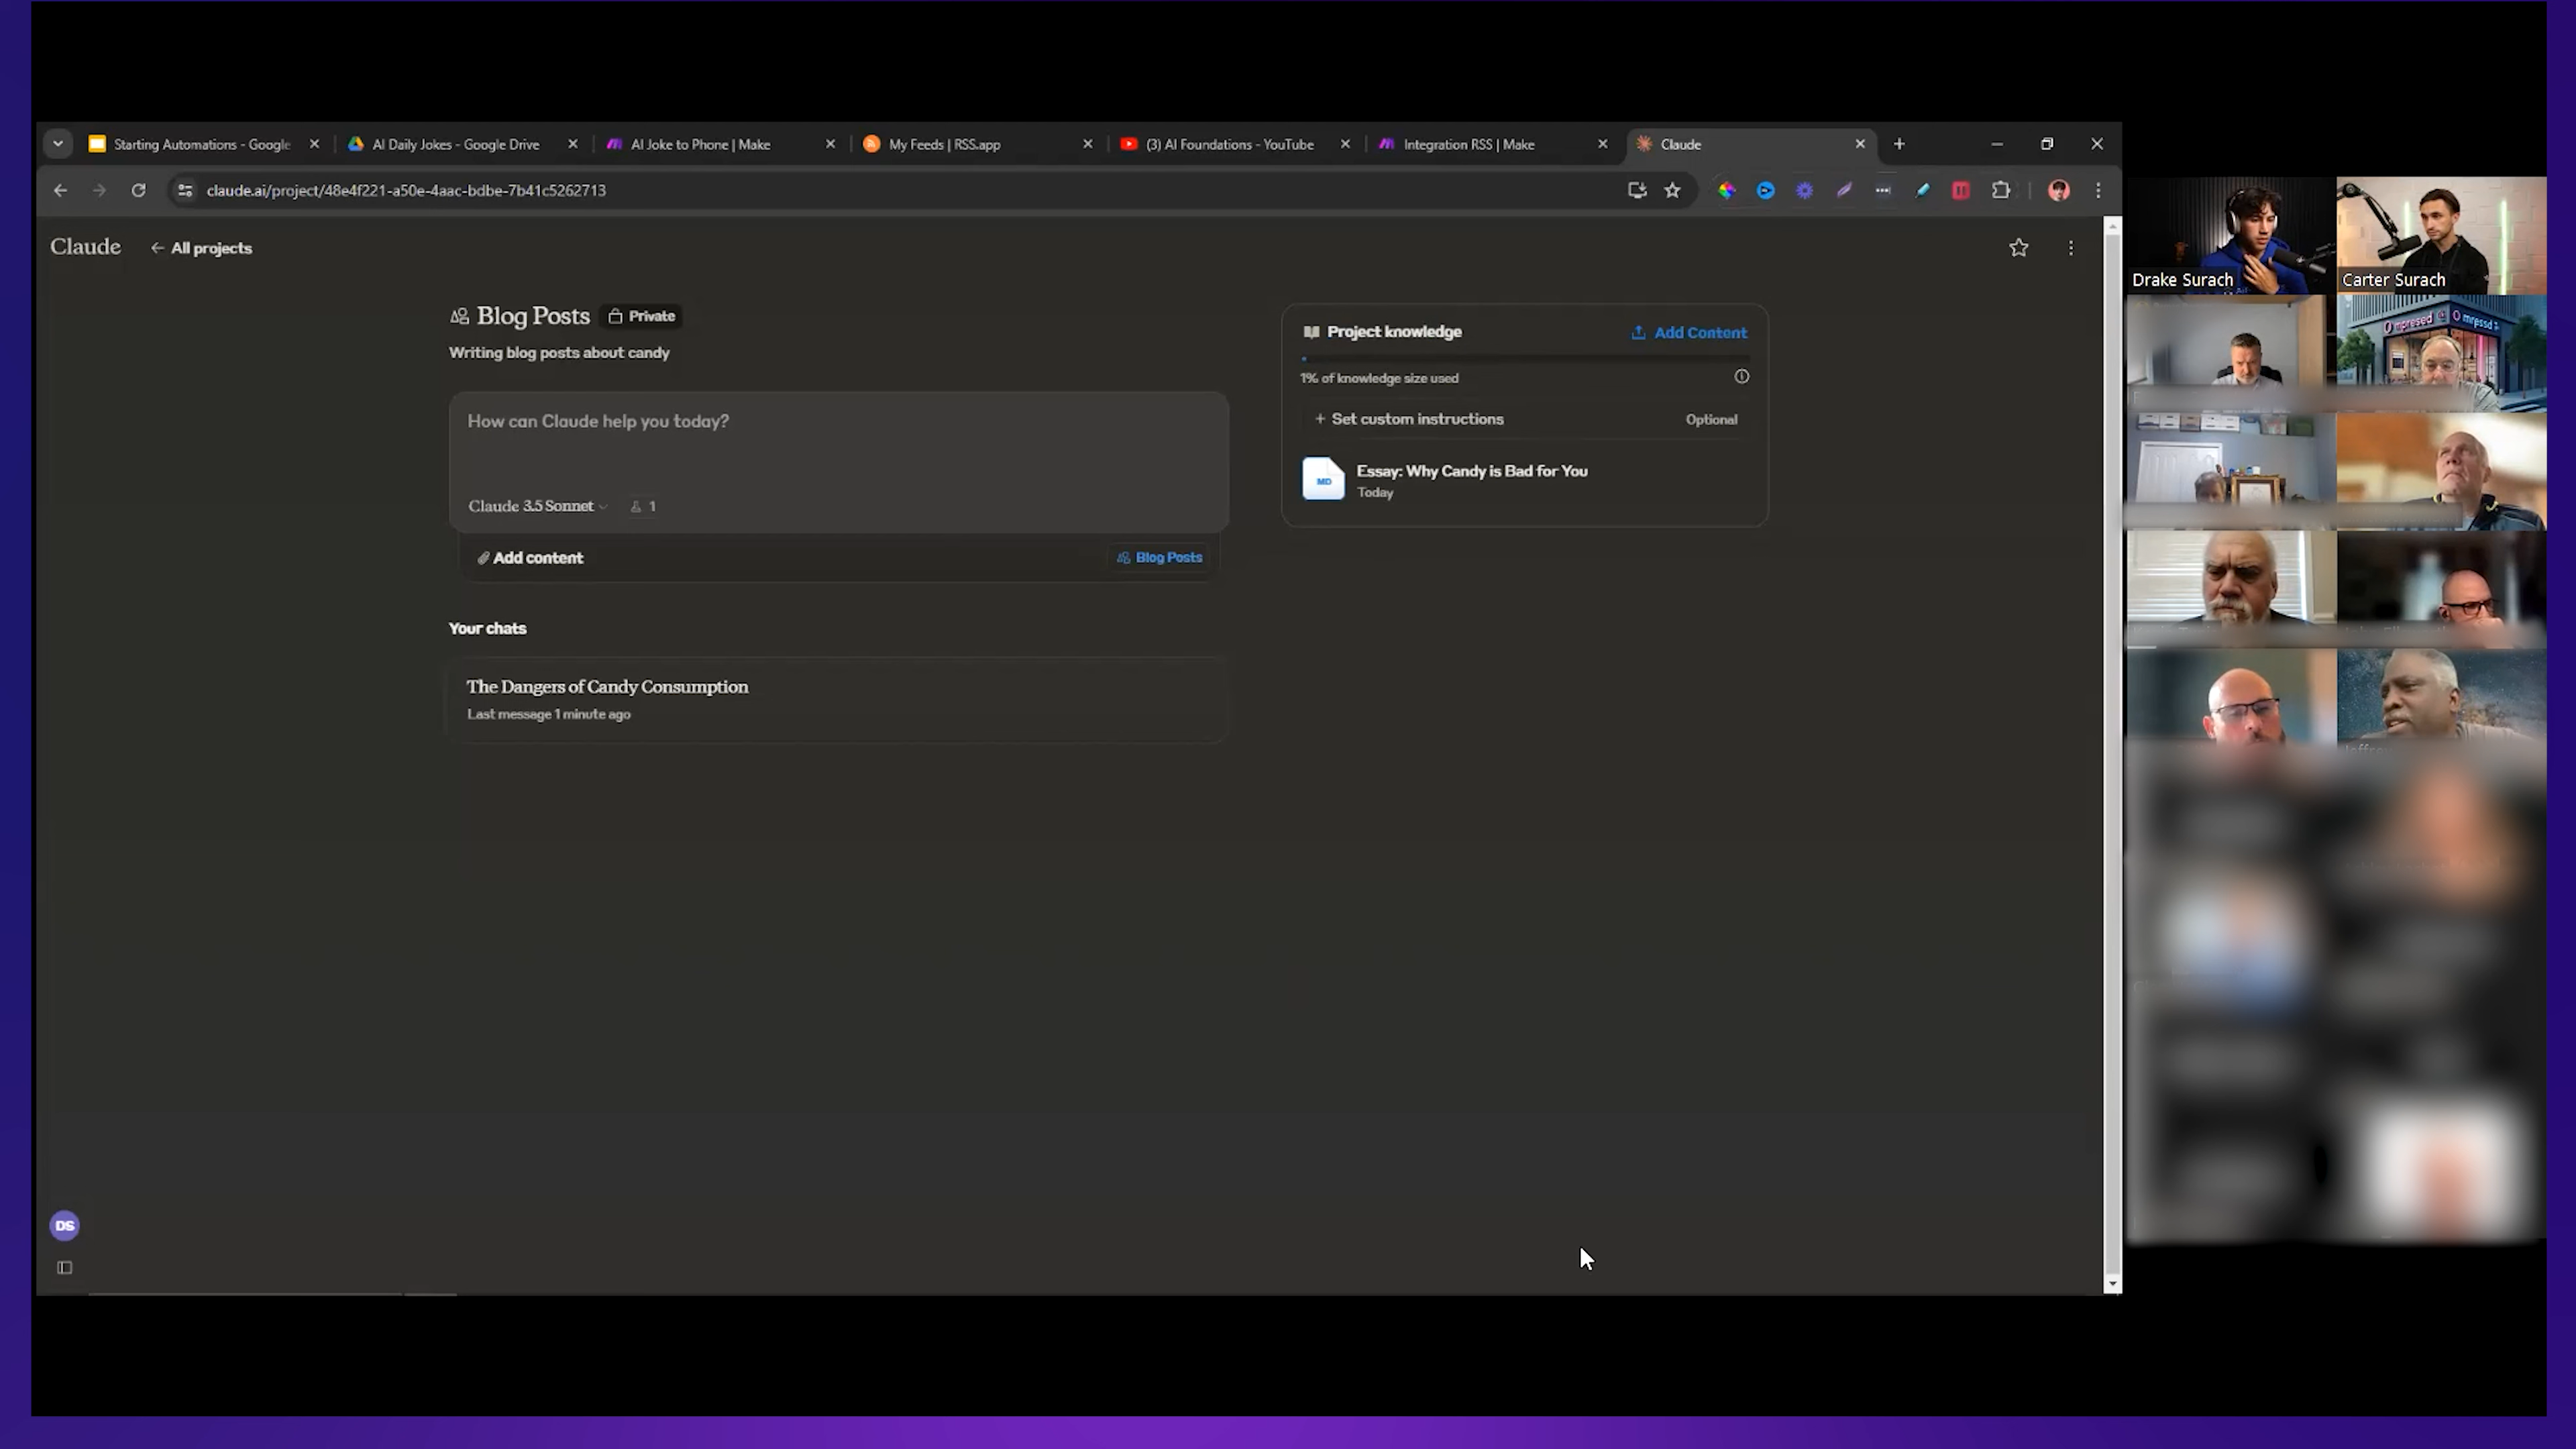 Starting Automations - Google
AI Daily Jokes - Google Drive
AI Joke to Phone | Make
My Feeds | RSS.app
(3) AI Foundations - YouTube
Integration RSS | Make
Claude
claude.ai/project/48e4f221-a50e-4aac-bdbe-7b41c5262713
Claude
← All projects
Blog Posts
Private
Writing blog posts about candy
How can Claude help you today?
Claude 3.5 Sonnet
1
Add content
Blog Posts
Your chats
The Dangers of Candy Consumption
Last message 1 minute ago
Project knowledge
Add Content
1% of knowledge size used
+ Set custom instructions
Optional
MD
Essay: Why Candy is Bad for You
Today
DS
Drake Surach
Carter Surach